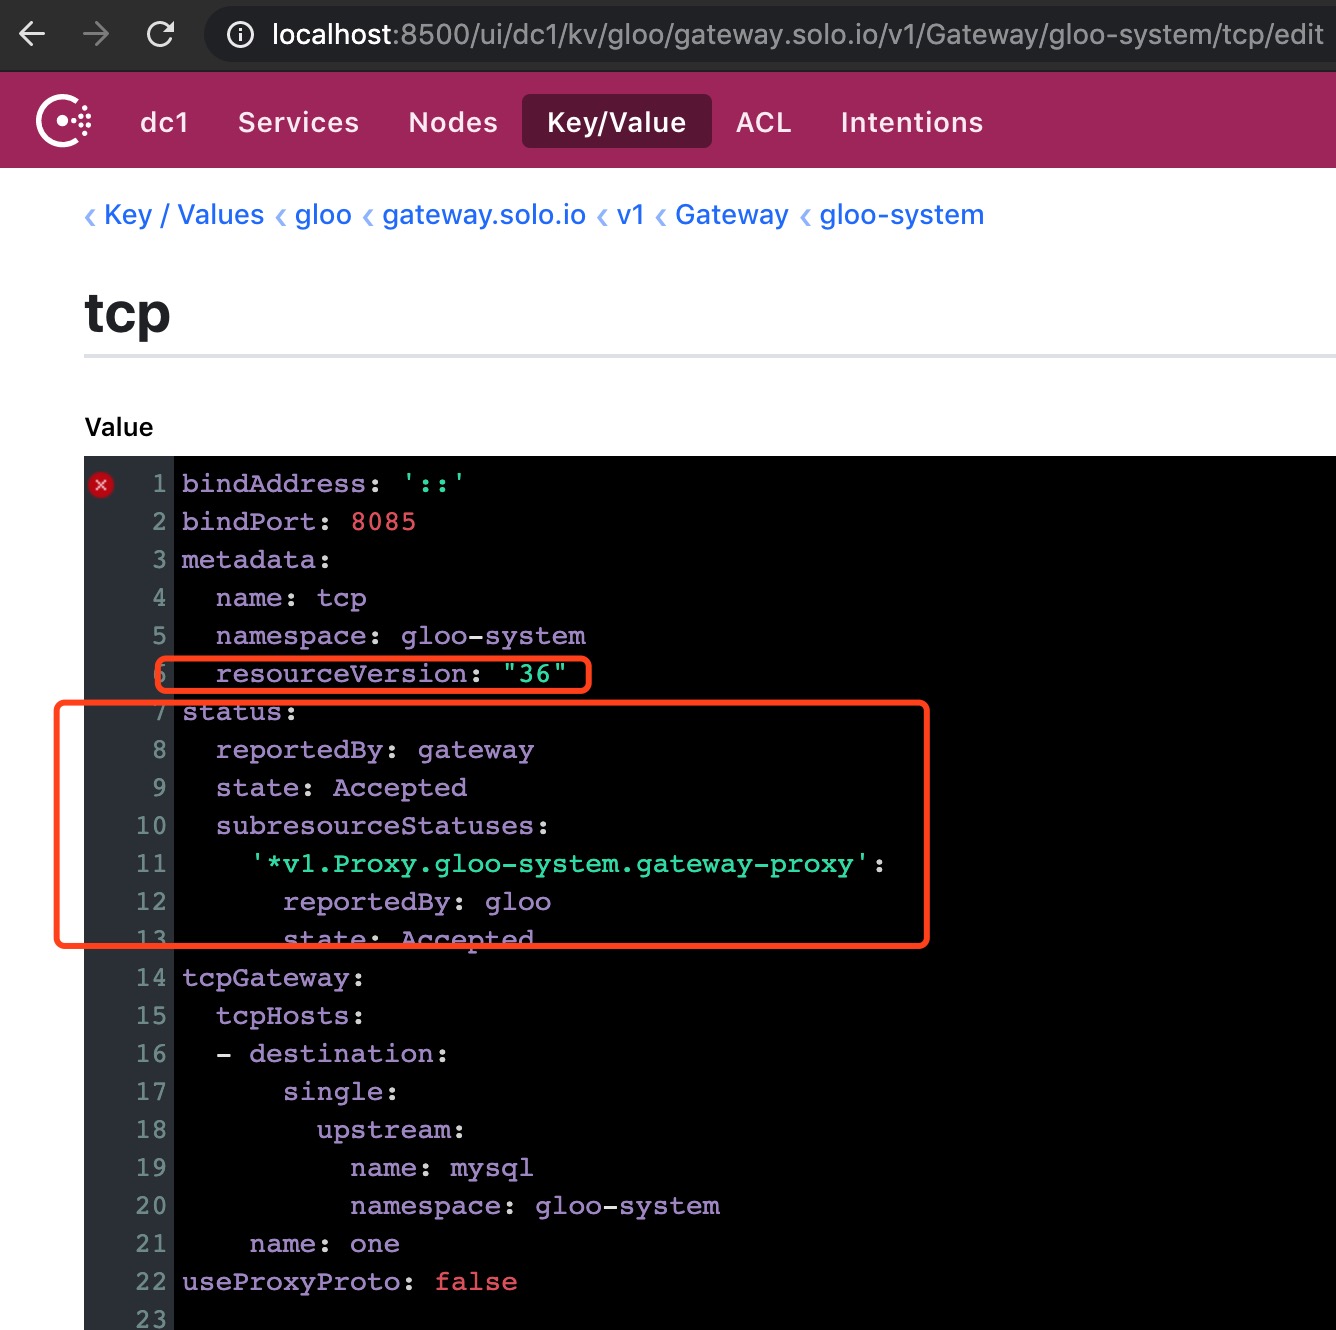 localhost:8500/ui/dc1/kv/gloo/gateway.solo.io/v1/Gateway/gloo-system/tcp/edit
dc1 Services Nodes Key/Value ACL Intentions
‹ Key / Values ‹ gloo ‹ gateway.solo.io ‹ v1 ‹ Gateway ‹ gloo-system
tcp
Value
1 bindAddress: '::'
2 bindPort: 8085
3 metadata:
4   name: tcp
5   namespace: gloo-system
6   resourceVersion: "36"
7 status:
8   reportedBy: gateway
9   state: Accepted
10   subresourceStatuses:
11     '*v1.Proxy.gloo-system.gateway-proxy':
12       reportedBy: gloo
13       state: Accepted
14 tcpGateway:
15   tcpHosts:
16   - destination:
17       single:
18         upstream:
19           name: mysql
20           namespace: gloo-system
21     name: one
22 useProxyProto: false
23